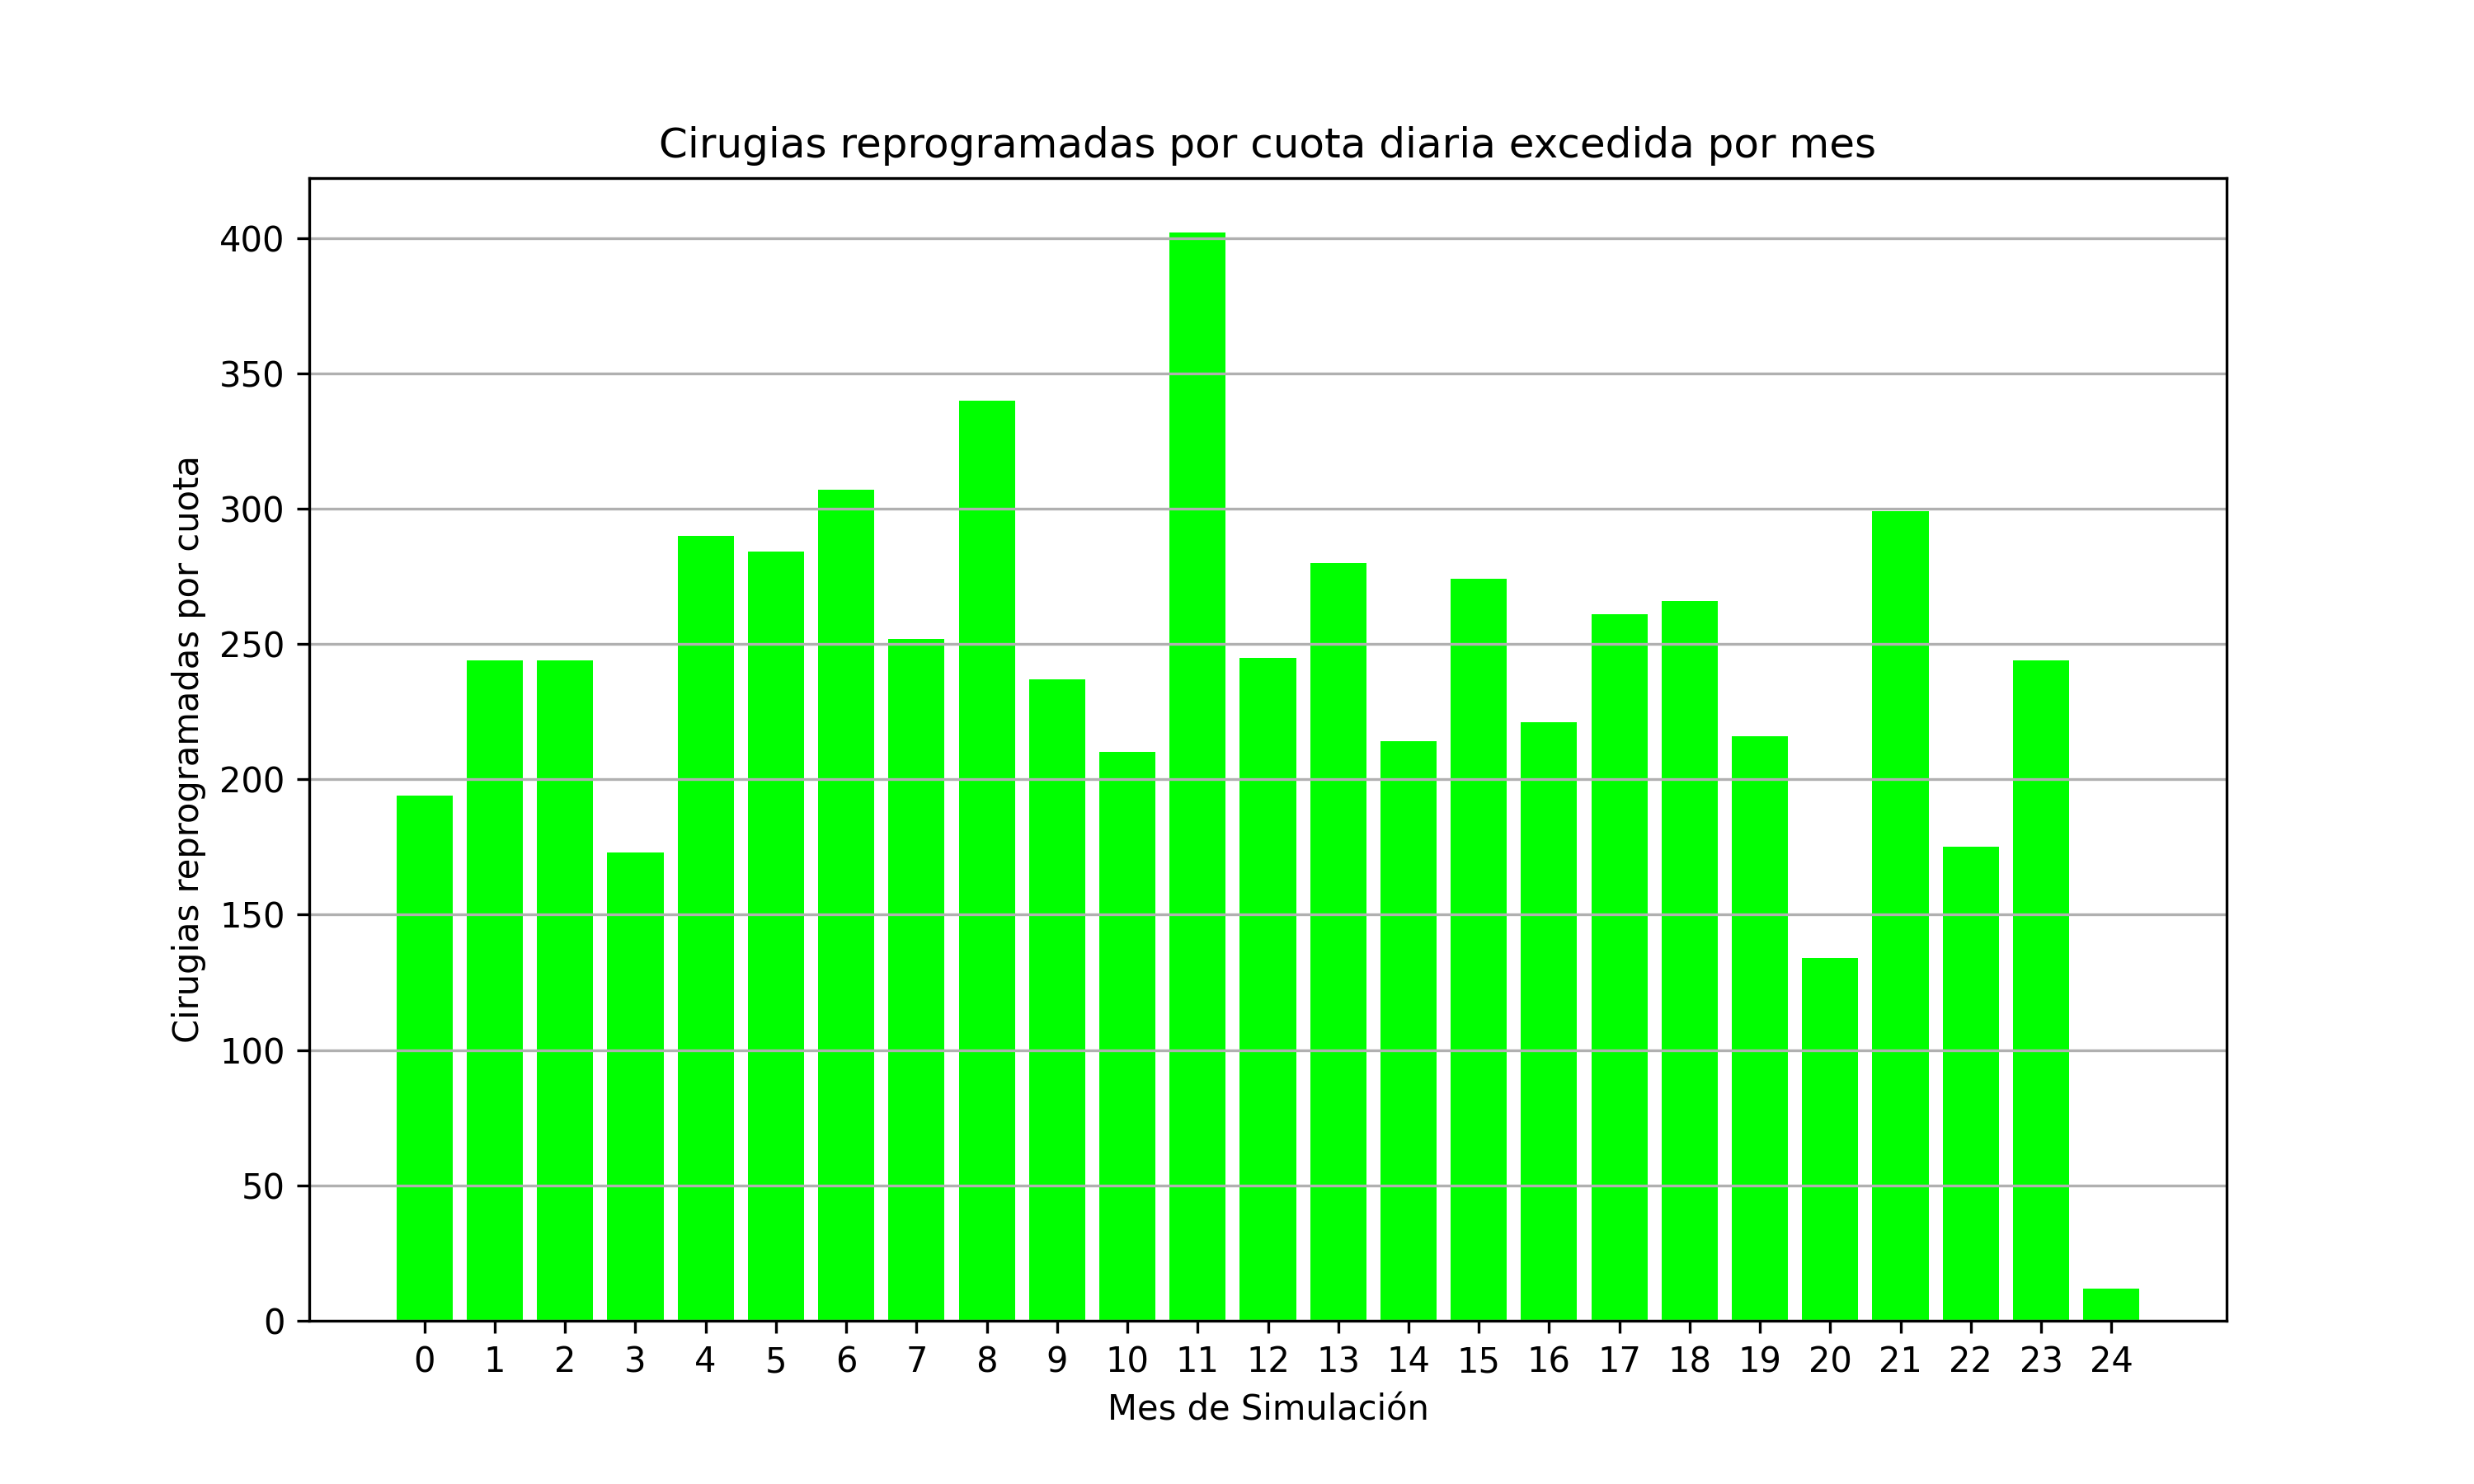 Cirugias reprogramadas por cuota diaria excedida por mes
Cirugias reprogramadas por cuota
400
350
300
250
200
150
100
50
0
0 1 2 3 4 5 6 7 8 9 10 11 12 13 14 15 16 17 18 19 20 21 22 23 24
Mes de Simulación